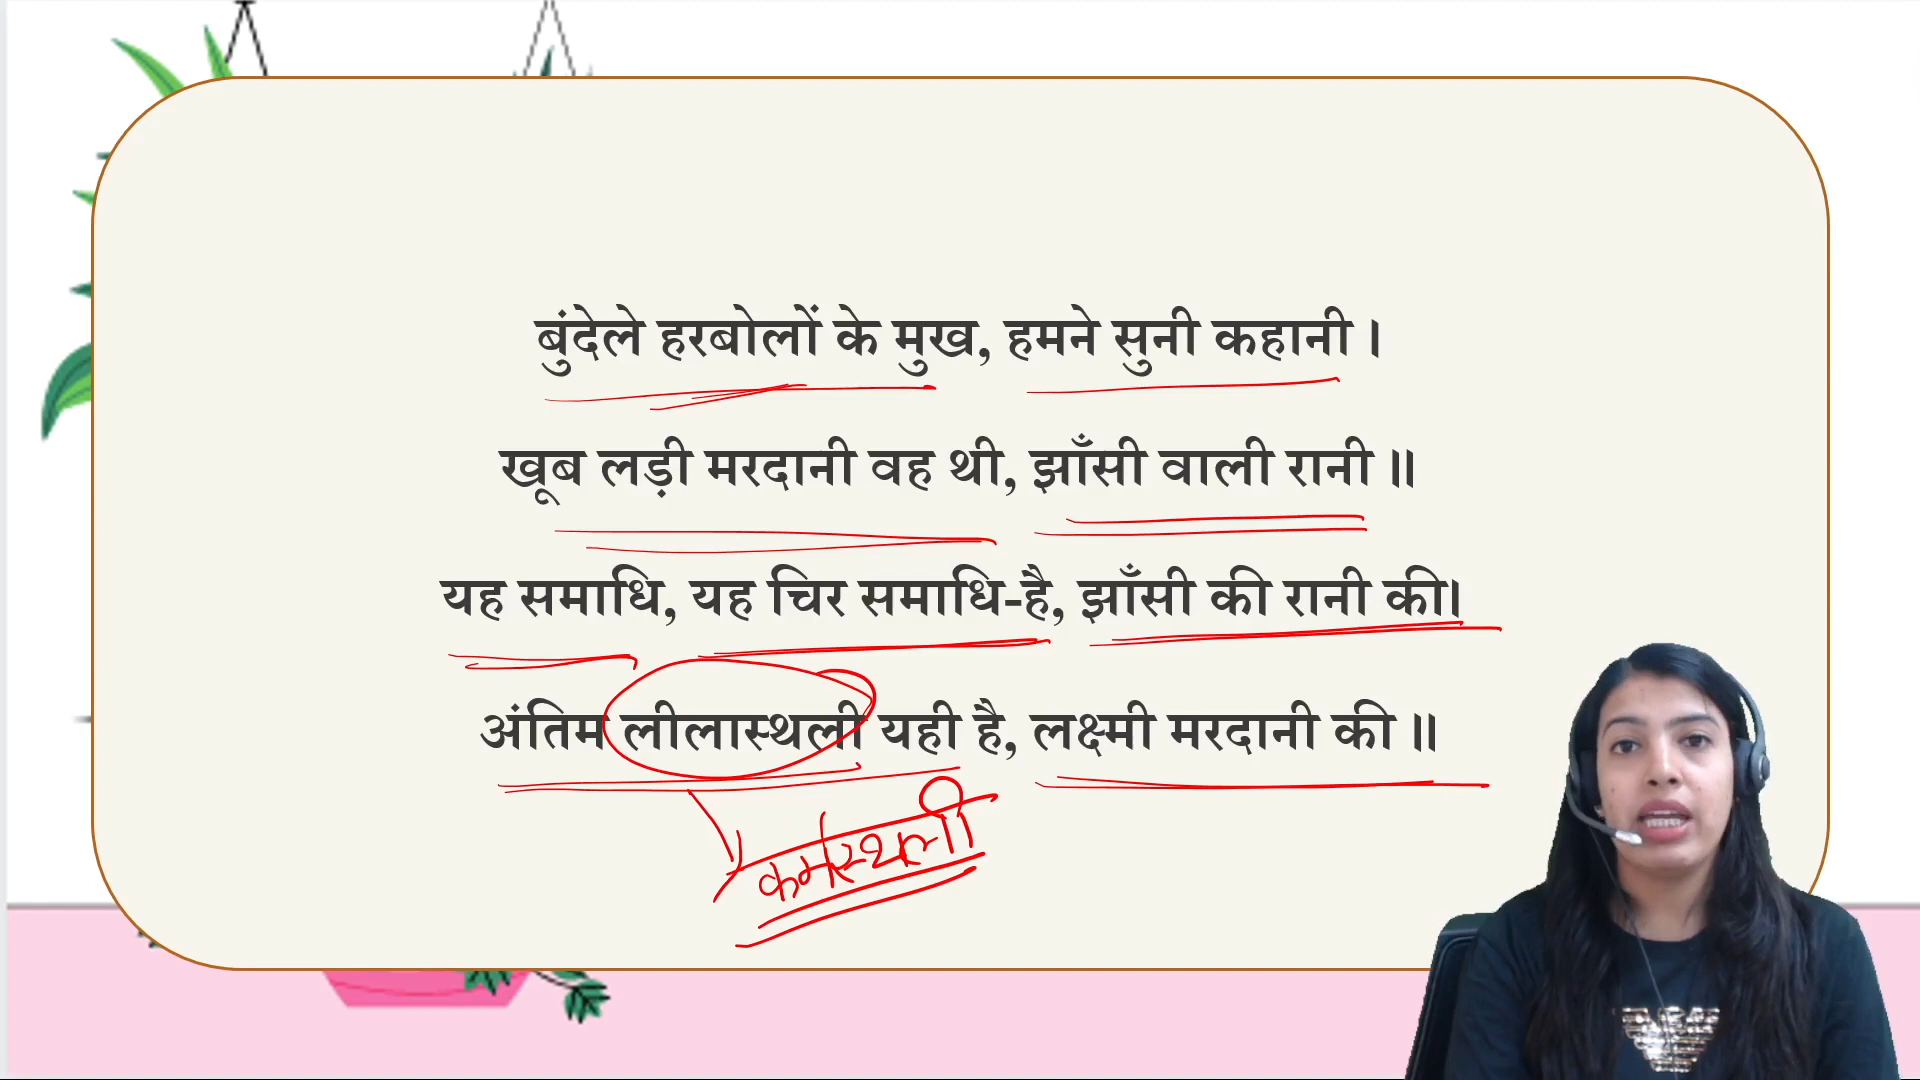 बुंदेले हरबोलों के मुख, हमने सुनी कहानी।
खूब लड़ी मरदानी वह थी, झाँसी वाली रानी॥
यह समाधि, यह चिर समाधि-है, झाँसी की रानी की।
अंतिम लीलास्थली यही है, लक्ष्मी मरदानी की॥
कर्मस्थली